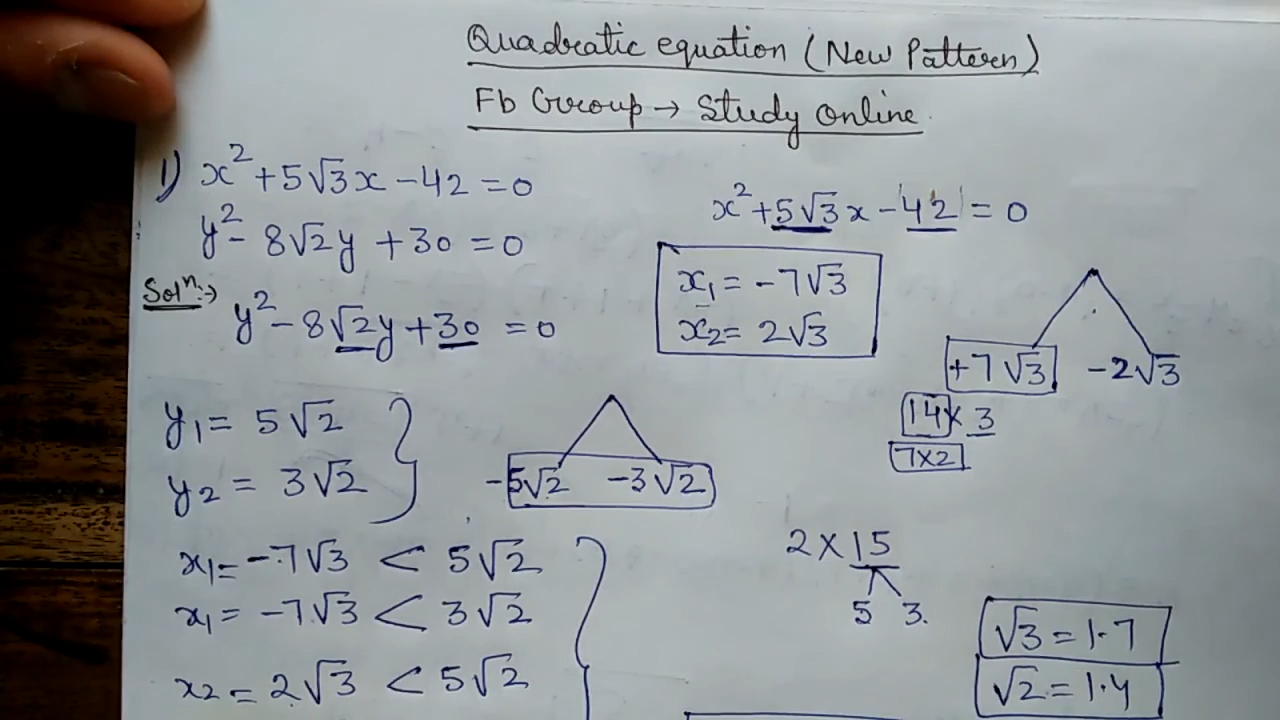 Quadratic equation (New Pattern)
Fb Group → Study Online
1) x² + 5√3x − 42 = 0
y² − 8√2y + 30 = 0
Solⁿ:→
y² − 8√2y + 30 = 0
y₁ = 5√2
y₂ = 3√2
−5√2 −3√2
x₁ = −7√3 < 5√2
x₁ = −7√3 < 3√2
x₂ = 2√3 < 5√2
x² + 5√3x − 42 = 0
x₁ = −7√3
x₂ = 2√3
+7√3 −2√3
14 × 3
7×2
2 × 15
5 3.
√3 = 1.7
√2 = 1.4